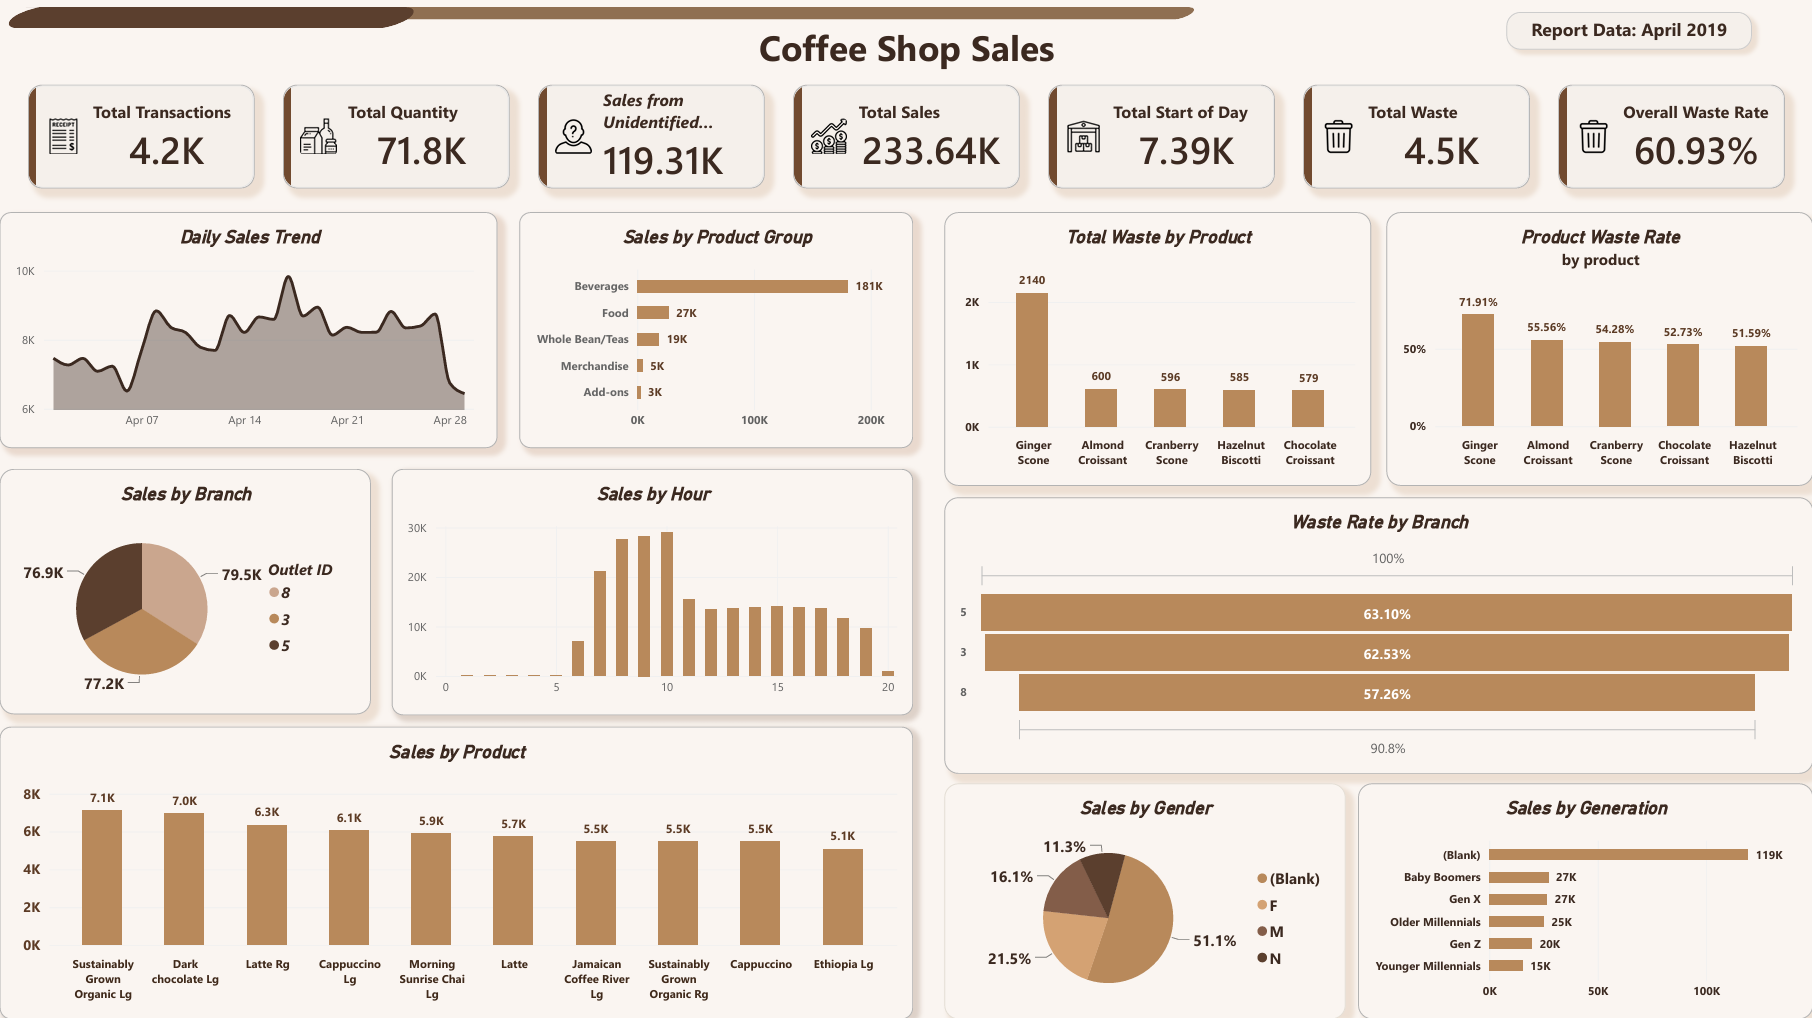 Coffee Shop Sales
Report Data: April 2019
Total Transactions
4.2K
RECEIPT
Total Quantity
71.8K
Sales from
Unidentified...
119.31K
Total Sales
233.64K
Total Start of Day
7.39K
Total Waste
4.5K
Overall Waste Rate
60.93%
Daily Sales Trend
10K
8K
6K
Apr 07
Apr 14
Apr 21
Apr 28
Sales by Product Group
Beverages
181K
Food
27K
Whole Bean/Teas
19K
Merchandise
5K
Add-ons
3K
0K
100K
200K
Total Waste by Product
2K
1K
0K
2140
600
596
585
579
Ginger
Scone
Almond
Croissant
Cranberry
Scone
Hazelnut
Biscotti
Chocolate
Croissant
Product Waste Rate
by product
50%
0%
71.91%
55.56%
54.28%
52.73%
51.59%
Ginger
Scone
Almond
Croissant
Cranberry
Scone
Chocolate
Croissant
Hazelnut
Biscotti
Sales by Branch
76.9K
79.5K
77.2K
Outlet ID
8
3
5
Sales by Hour
30K
20K
10K
0K
0
5
10
15
20
Waste Rate by Branch
100%
5
63.10%
3
62.53%
8
57.26%
90.8%
Sales by Product
8K
6K
4K
2K
0K
7.1K
7.0K
6.3K
6.1K
5.9K
5.7K
5.5K
5.5K
5.5K
5.1K
Sustainably
Grown
Organic Lg
Dark
chocolate Lg
Latte Rg
Cappuccino
Lg
Morning
Sunrise Chai
Lg
Latte
Jamaican
Coffee River
Lg
Sustainably
Grown
Organic Rg
Cappuccino
Ethiopia Lg
Sales by Gender
11.3%
16.1%
21.5%
51.1%
(Blank)
F
M
N
Sales by Generation
(Blank)
119K
Baby Boomers
27K
Gen X
27K
Older Millennials
25K
Gen Z
20K
Younger Millennials
15K
0K
50K
100K